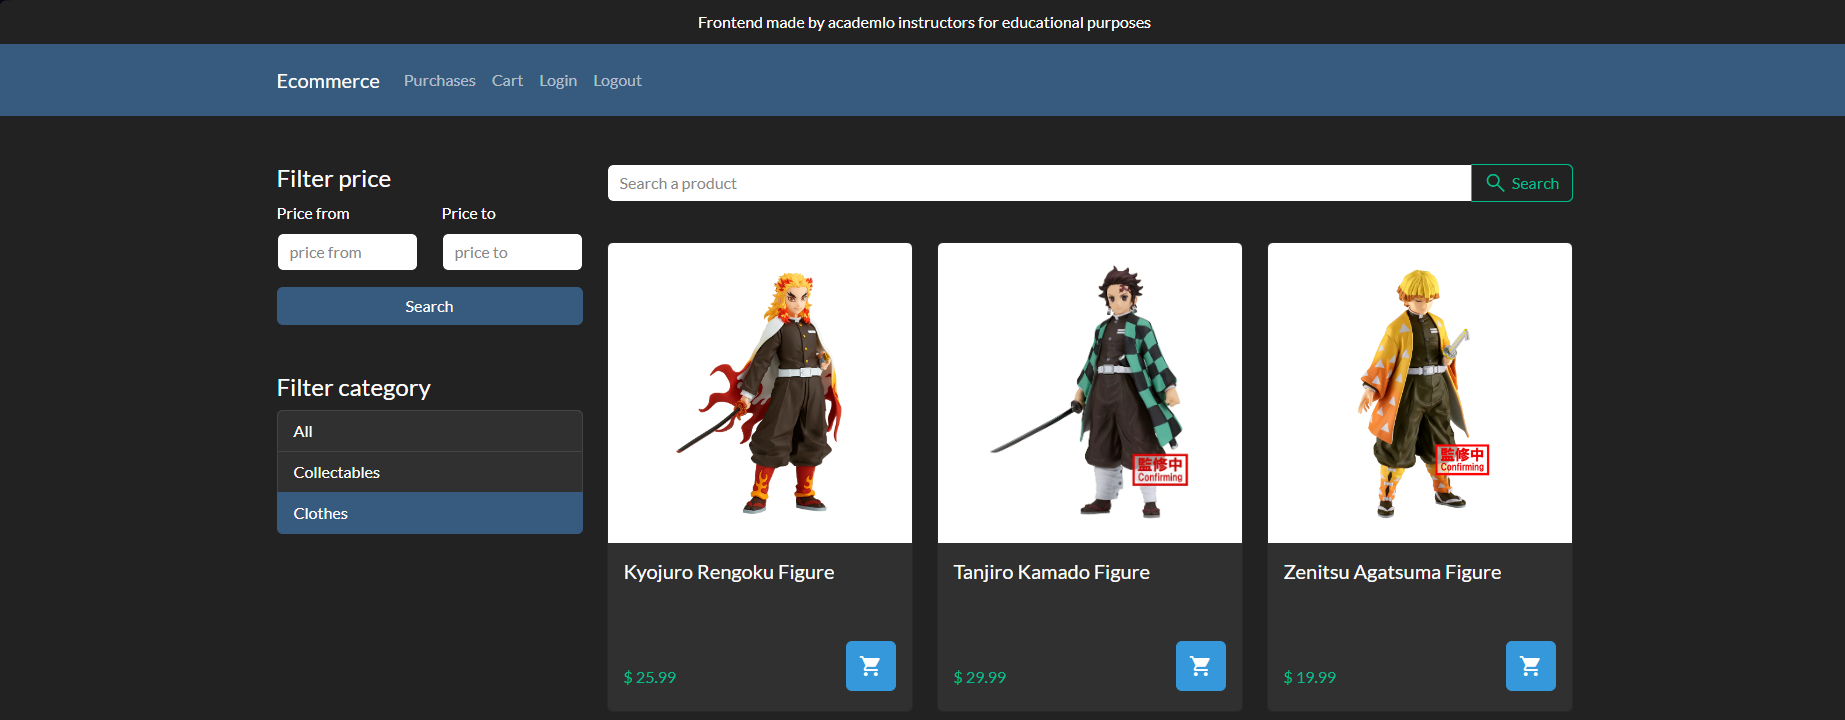 Frontend made by academlo instructors for educational purposes
Ecommerce Purchases Cart Login Logout
Filter price
Price from Price to
price from price to
Search
Filter category
All
Collectables
Clothes
Search a product Search
監修中
Confirming
監修中
Confirming
Kyojuro Rengoku Figure
$ 25.99
Tanjiro Kamado Figure
$ 29.99
Zenitsu Agatsuma Figure
$ 19.99